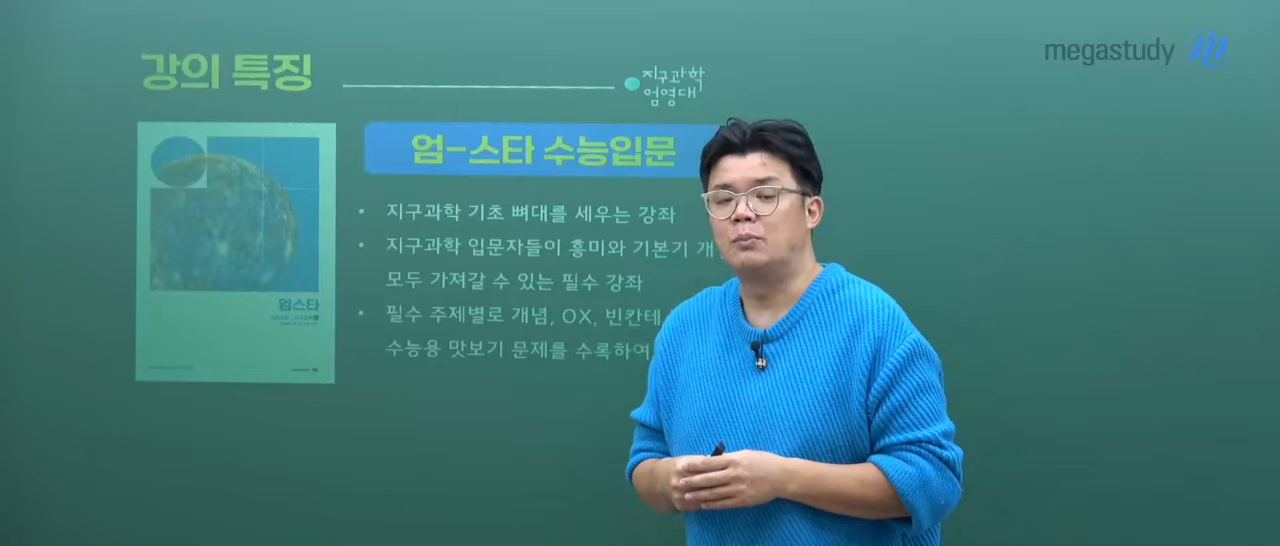 megastudy
강의 특징
지구과학
엄영대
엄-스타 수능입문
• 지구과학 기초 뼈대를 세우는 강좌
• 지구과학 입문자들이 흥미와 기본기 개
모두 가져갈 수 있는 필수 강좌
• 필수 주제별로 개념, OX, 빈칸테
수능용 맛보기 문제를 수록하여
엄스타